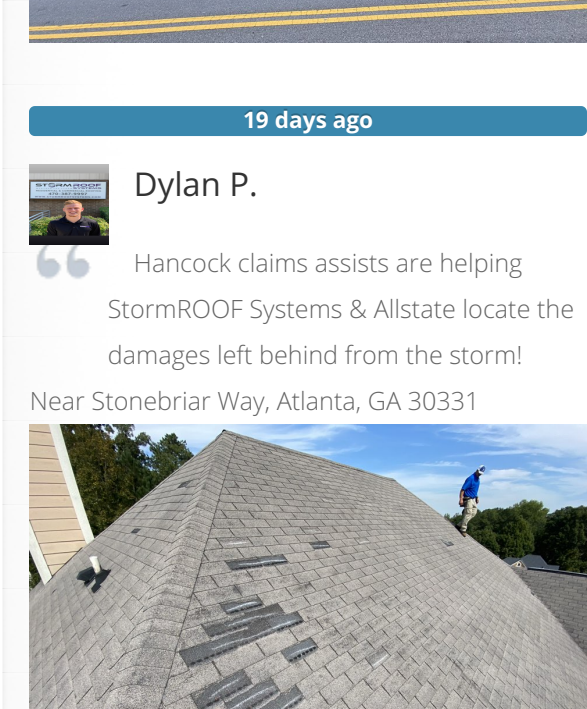 19 days ago
STORMROOF
Dylan P.
Hancock claims assists are helping
StormROOF Systems & Allstate locate the
damages left behind from the storm!
Near Stonebriar Way, Atlanta, GA 30331